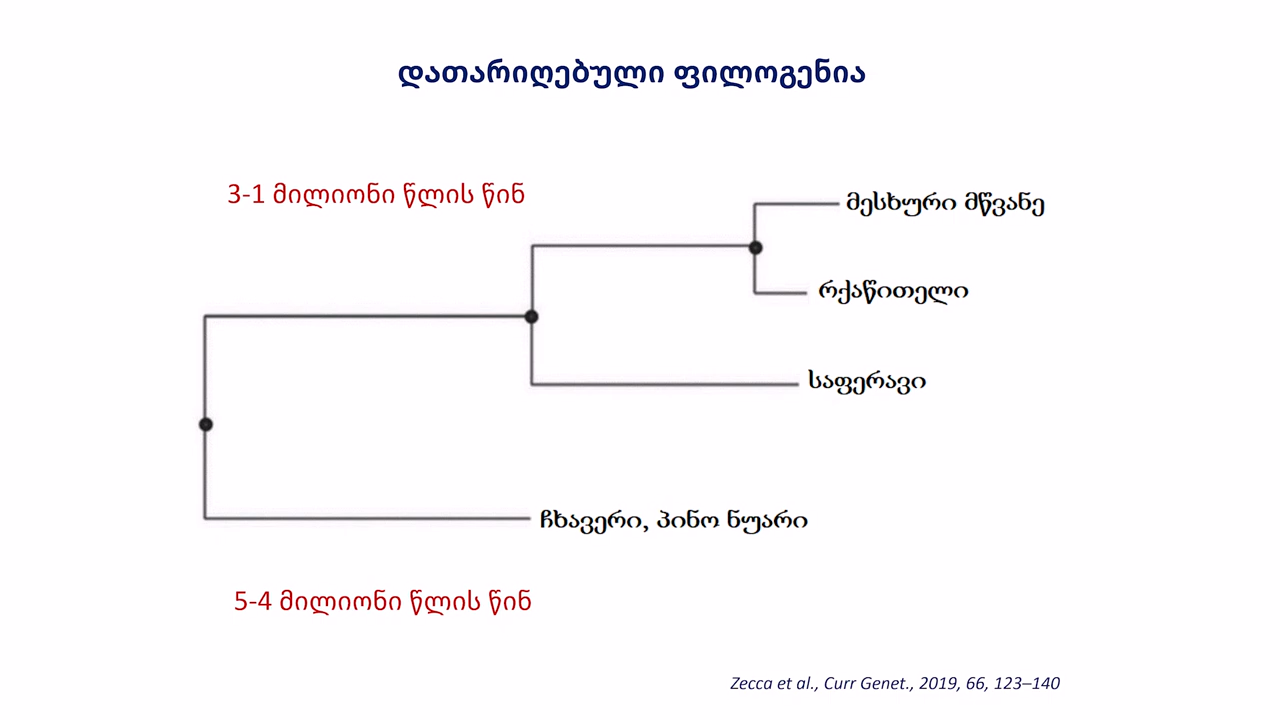 დათარიღებული ფილოგენია
3-1 მილიონი წლის წინ
მესხური მწვანე
რქაწითელი
საფერავი
ჩხავერი, პინო ნუარი
5-4 მილიონი წლის წინ
Zecca et al., Curr Genet., 2019, 66, 123–140